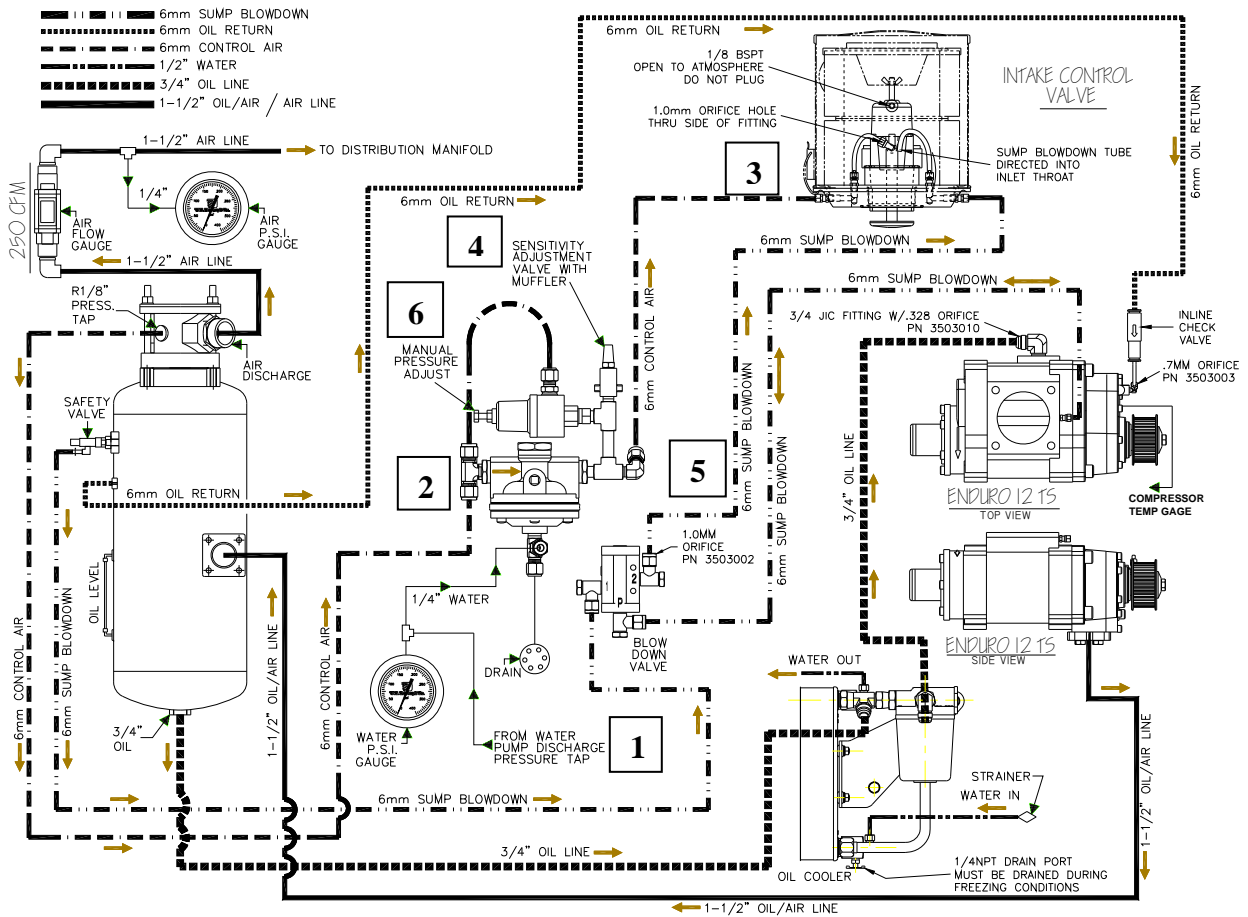 6mm SUMP BLOWDOWN
6mm OIL RETURN
6mm CONTROL AIR
1/2" WATER
3/4" OIL LINE
1-1/2" OIL/AIR / AIR LINE
6mm OIL RETURN
1/8 BSPT
OPEN TO ATMOSPHERE
DO NOT PLUG
INTAKE CONTROL
VALVE
1.0mm ORIFICE HOLE
THRU SIDE OF FITTING
SUMP BLOWDOWN TUBE
DIRECTED INTO
INLET THROAT
6mm OIL RETURN
1-1/2" AIR LINE
TO DISTRIBUTION MANIFOLD
250 CFM
1/4"
AIR
FLOW
GAUGE
AIR
P.S.I.
GAUGE
1-1/2" AIR LINE
R1/8"
PRESS.
TAP
AIR
DISCHARGE
SAFETY
VALVE
6mm OIL RETURN
3
4
SENSITIVITY
ADJUSTMENT
VALVE WITH
MUFFLER
6mm SUMP BLOWDOWN
6mm SUMP BLOWDOWN
6
MANUAL
PRESSURE
ADJUST
6mm CONTROL AIR
3/4 JIC FITTING W/.328 ORIFICE
PN 3503010
INLINE
CHECK
VALVE
.7MM ORIFICE
PN 3503003
6mm SUMP BLOWDOWN
6mm SUMP BLOWDOWN
2
5
6mm OIL RETURN
3/4" OIL LINE
ENDURO 12 TS
TOP VIEW
COMPRESSOR
TEMP GAGE
1.0MM
ORIFICE
PN 3503002
1
2
P
OIL LEVEL
1/4" WATER
DRAIN
BLOW
DOWN
VALVE
ENDURO 12 TS
SIDE VIEW
WATER OUT
6mm CONTROL AIR
6mm SUMP BLOWDOWN
3/4"
OIL
1-1/2" OIL/AIR LINE
6mm CONTROL AIR
WATER
P.S.I.
GAUGE
FROM WATER
PUMP DISCHARGE
PRESSURE TAP
1
STRAINER
WATER IN
6mm SUMP BLOWDOWN
3/4" OIL LINE
OIL COOLER
1/4NPT DRAIN PORT
MUST BE DRAINED DURING
FREEZING CONDITIONS
1-1/2" OIL/AIR LINE
1-1/2" OIL/AIR LINE